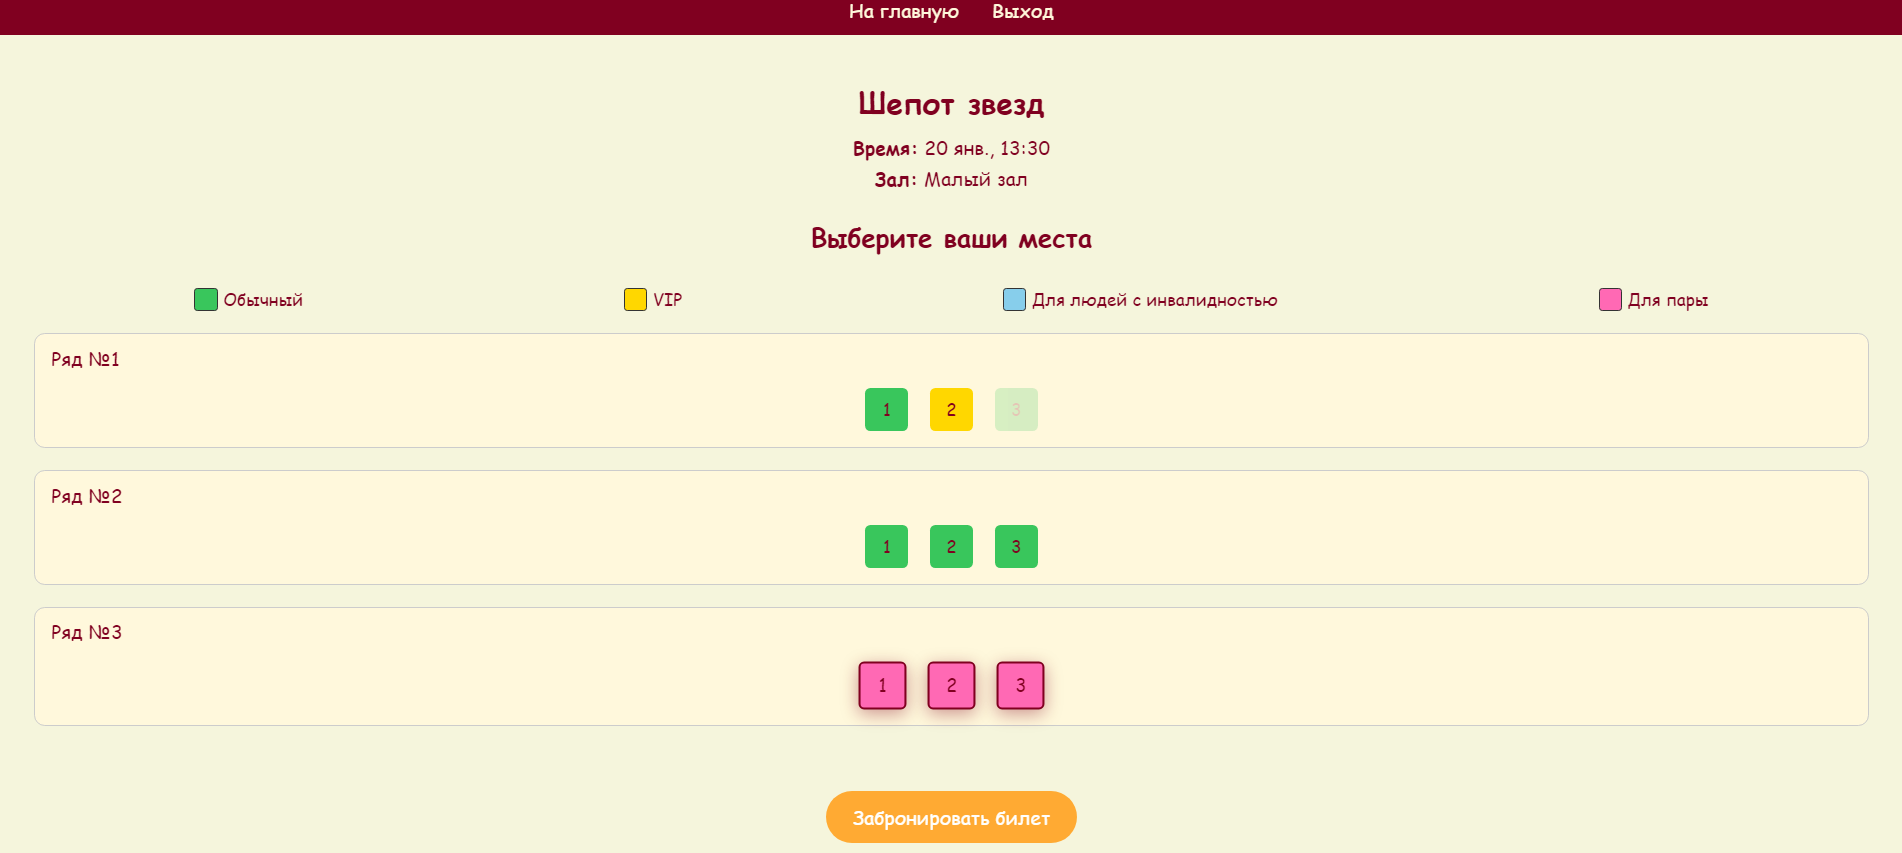 На главную Выход
Шепот звезд
Время: 20 янв., 13:30
Зал: Малый зал
Выберите ваши места
Обычный VIP Для людей с инвалидностью Для пары
Ряд №1
1 2 3
Ряд №2
1 2 3
Ряд №3
1 2 3
Забронировать билет